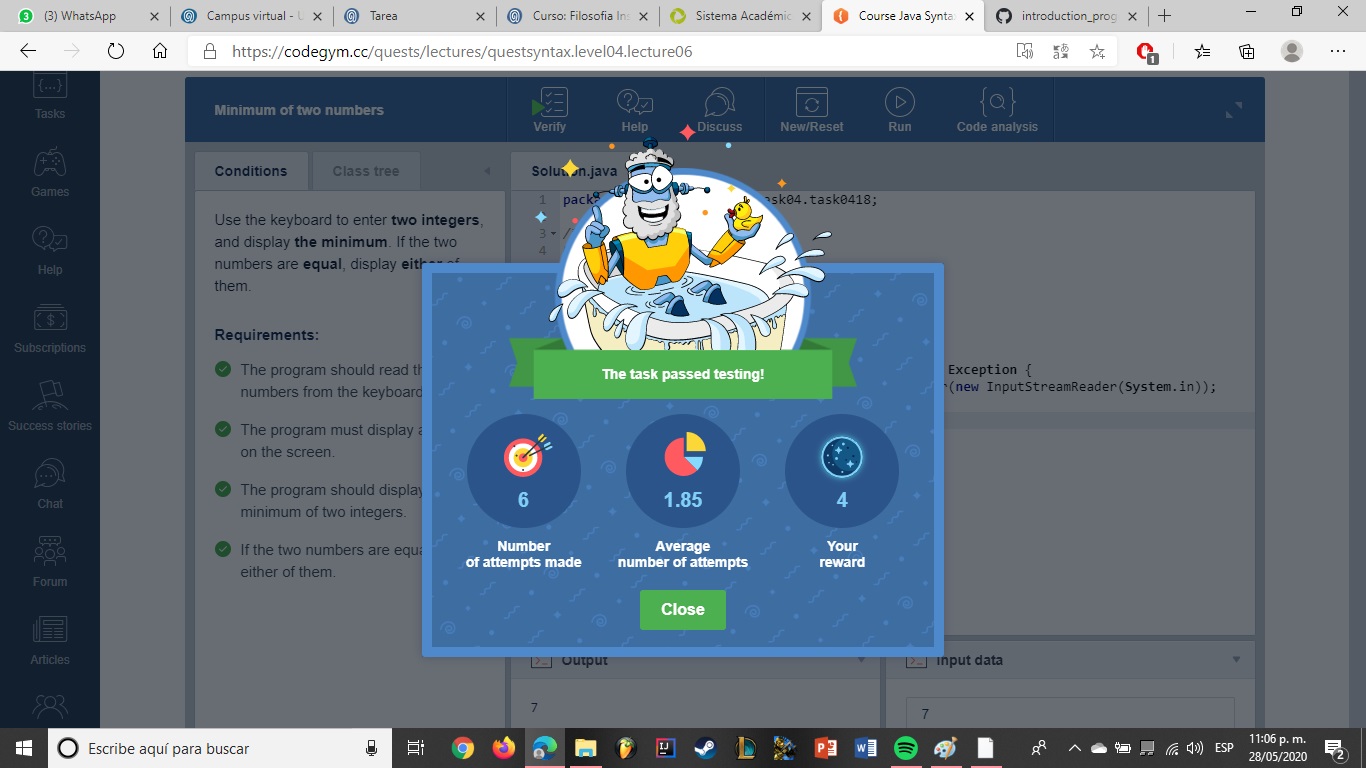 (3) WhatsApp
Campus virtual - U
Tarea
Curso: Filosofia Ins
Sistema Académic
Course Java Synta
introduction_prog
https://codegym.cc/quests/lectures/questsyntax.level04.lecture06
1
Tasks
Games
Help
Subscriptions
Success stories
Chat
Forum
Articles
Minimum of two numbers
Verify
Help
Discuss
New/Reset
Run
Code analysis
Conditions
Class tree
Use the keyboard to enter two integers,
and display the minimum. If the two
numbers are equal, display either of
them.
Requirements:
The program should read th
numbers from the keyboard
The program must display a
on the screen.
The program should display
minimum of two integers.
If the two numbers are equa
either of them.
Solution.java
1 pack
ask04.task0418;
3 /
4
Exception {
r(new InputStreamReader(System.in));
The task passed testing!
6
Number
of attempts made
1.85
Average
number of attempts
4
Your
reward
Close
Output
7
Input data
7
Escribe aquí para buscar
ESP
11:06 p. m.
28/05/2020
2